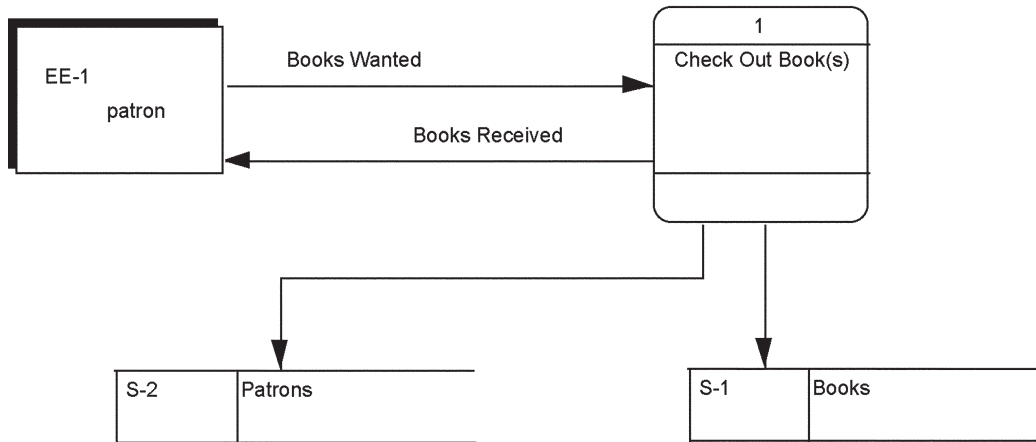 EE-1
patron
Books Wanted
Books Received
1
Check Out Book(s)
S-2
Patrons
S-1
Books